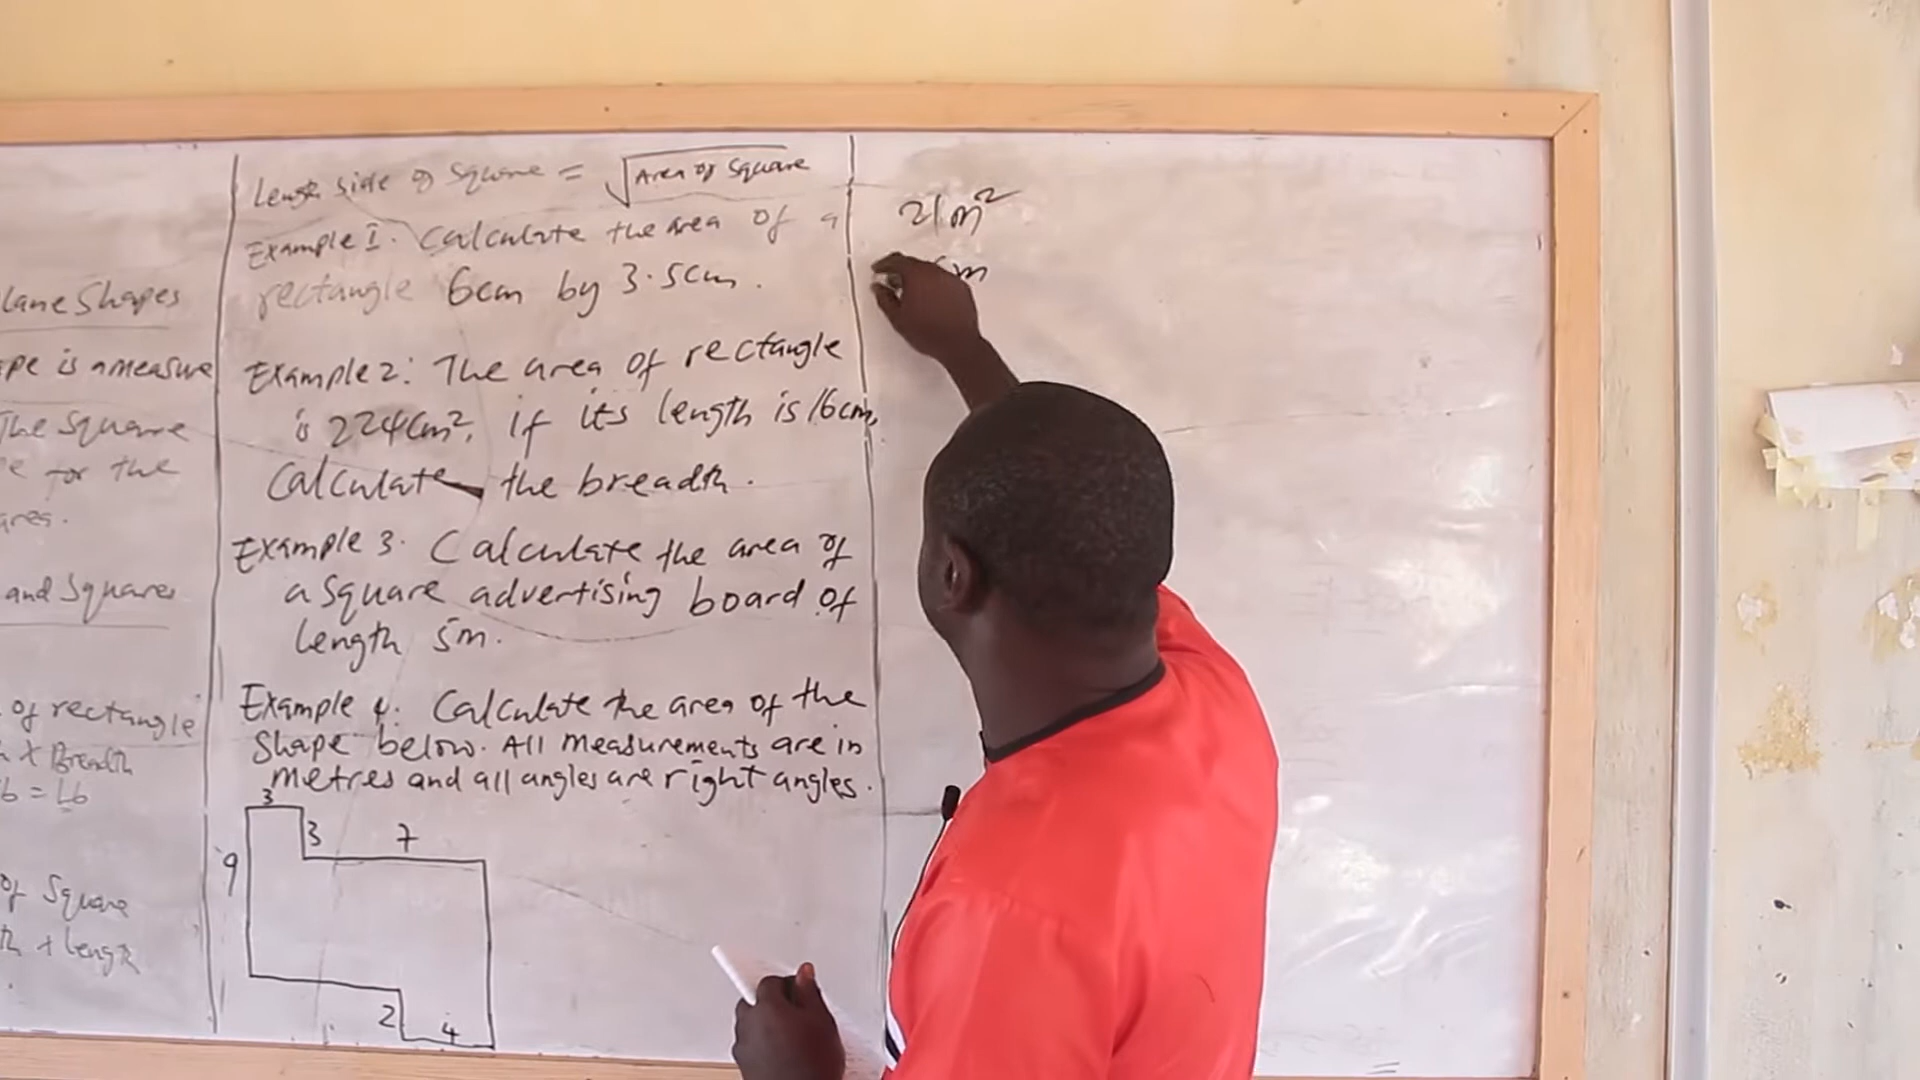 lane Shapes
ape is a measure
The square
e for the
ares.
and Squares
of rectangle
h x Breadth
b = Lb
of Square
th x length
Length side of square = √Area of square
Example 1. Calculate the area of a
rectangle 6cm by 3.5cm.
Example 2: The area of rectangle
is 224cm², if its length is 16cm,
Calculate the breadth.
Example 3. Calculate the area of
a square advertising board of
length 5m.
Example 4. Calculate the area of the
Shape below. All measurements are in
metres and all angles are right angles.
3
3
7
9
2
4
21m²
m